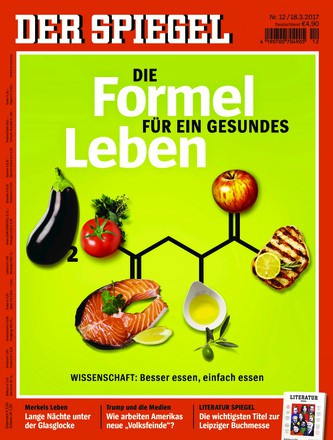 DER SPIEGEL
Nr. 12 / 18.3.2017
Deutschland €4,90
DIE
Formel
FÜR EIN GESUNDES
Leben
2
WISSENSCHAFT: Besser essen, einfach essen
Merkels Leben
Lange Nächte unter
der Glasglocke
Trump und die Medien
Wie arbeiten Amerikas
neue „Volksfeinde“?
LITERATUR SPIEGEL
Die wichtigsten Titel zur
Leipziger Buchmesse
LITERATUR